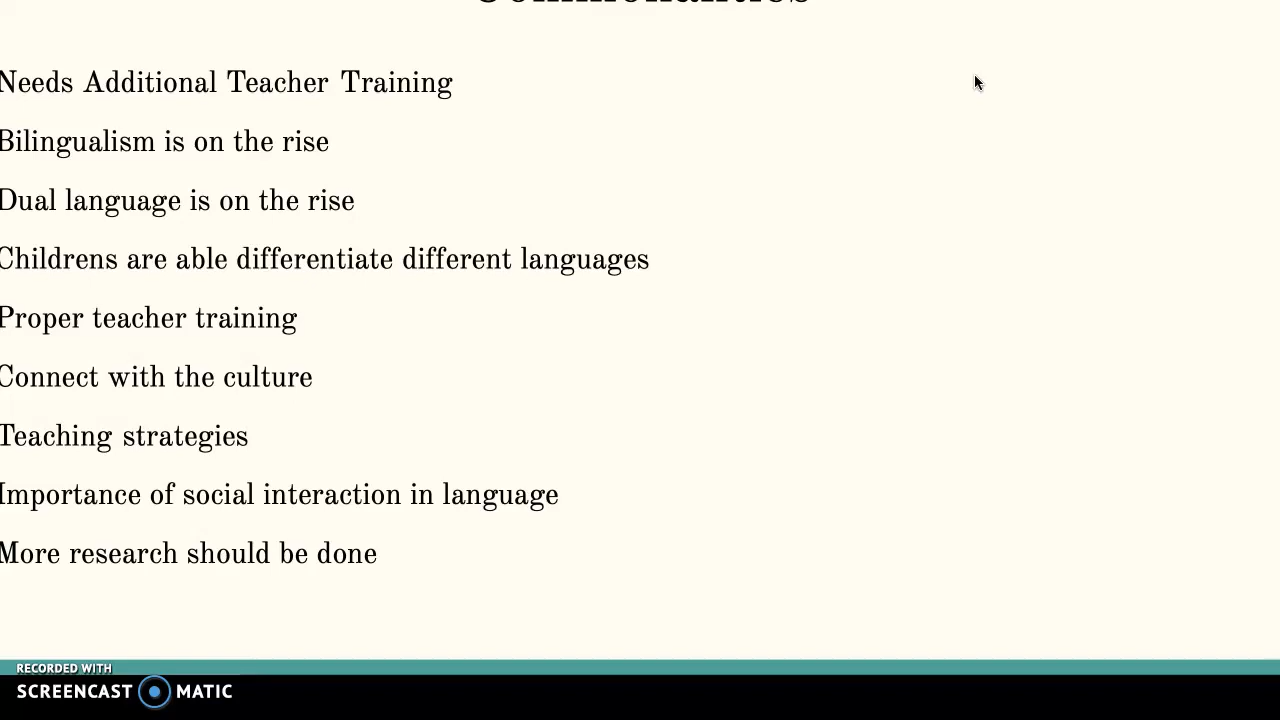 Needs Additional Teacher Training
Bilingualism is on the rise
Dual language is on the rise
Childrens are able differentiate different languages
Proper teacher training
Connect with the culture
Teaching strategies
Importance of social interaction in language
More research should be done
RECORDED WITH
SCREENCAST MATIC